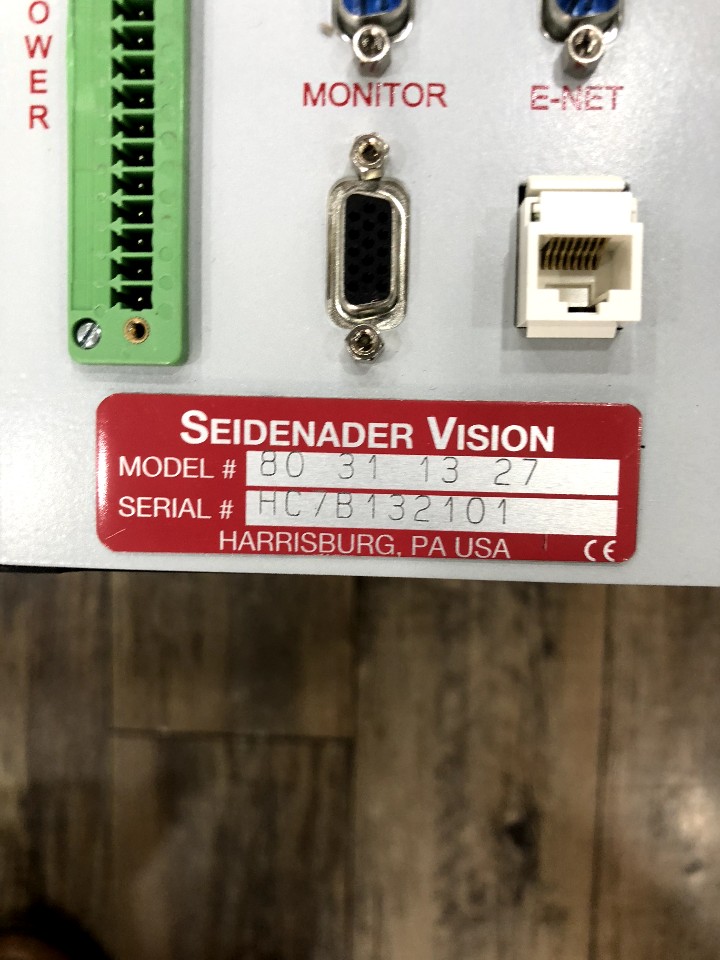 OWER
MONITOR
E-NET
SEIDENADER VISION
MODEL # 80 31 13 27
SERIAL # HC/B132101
HARRISBURG, PA USA CE